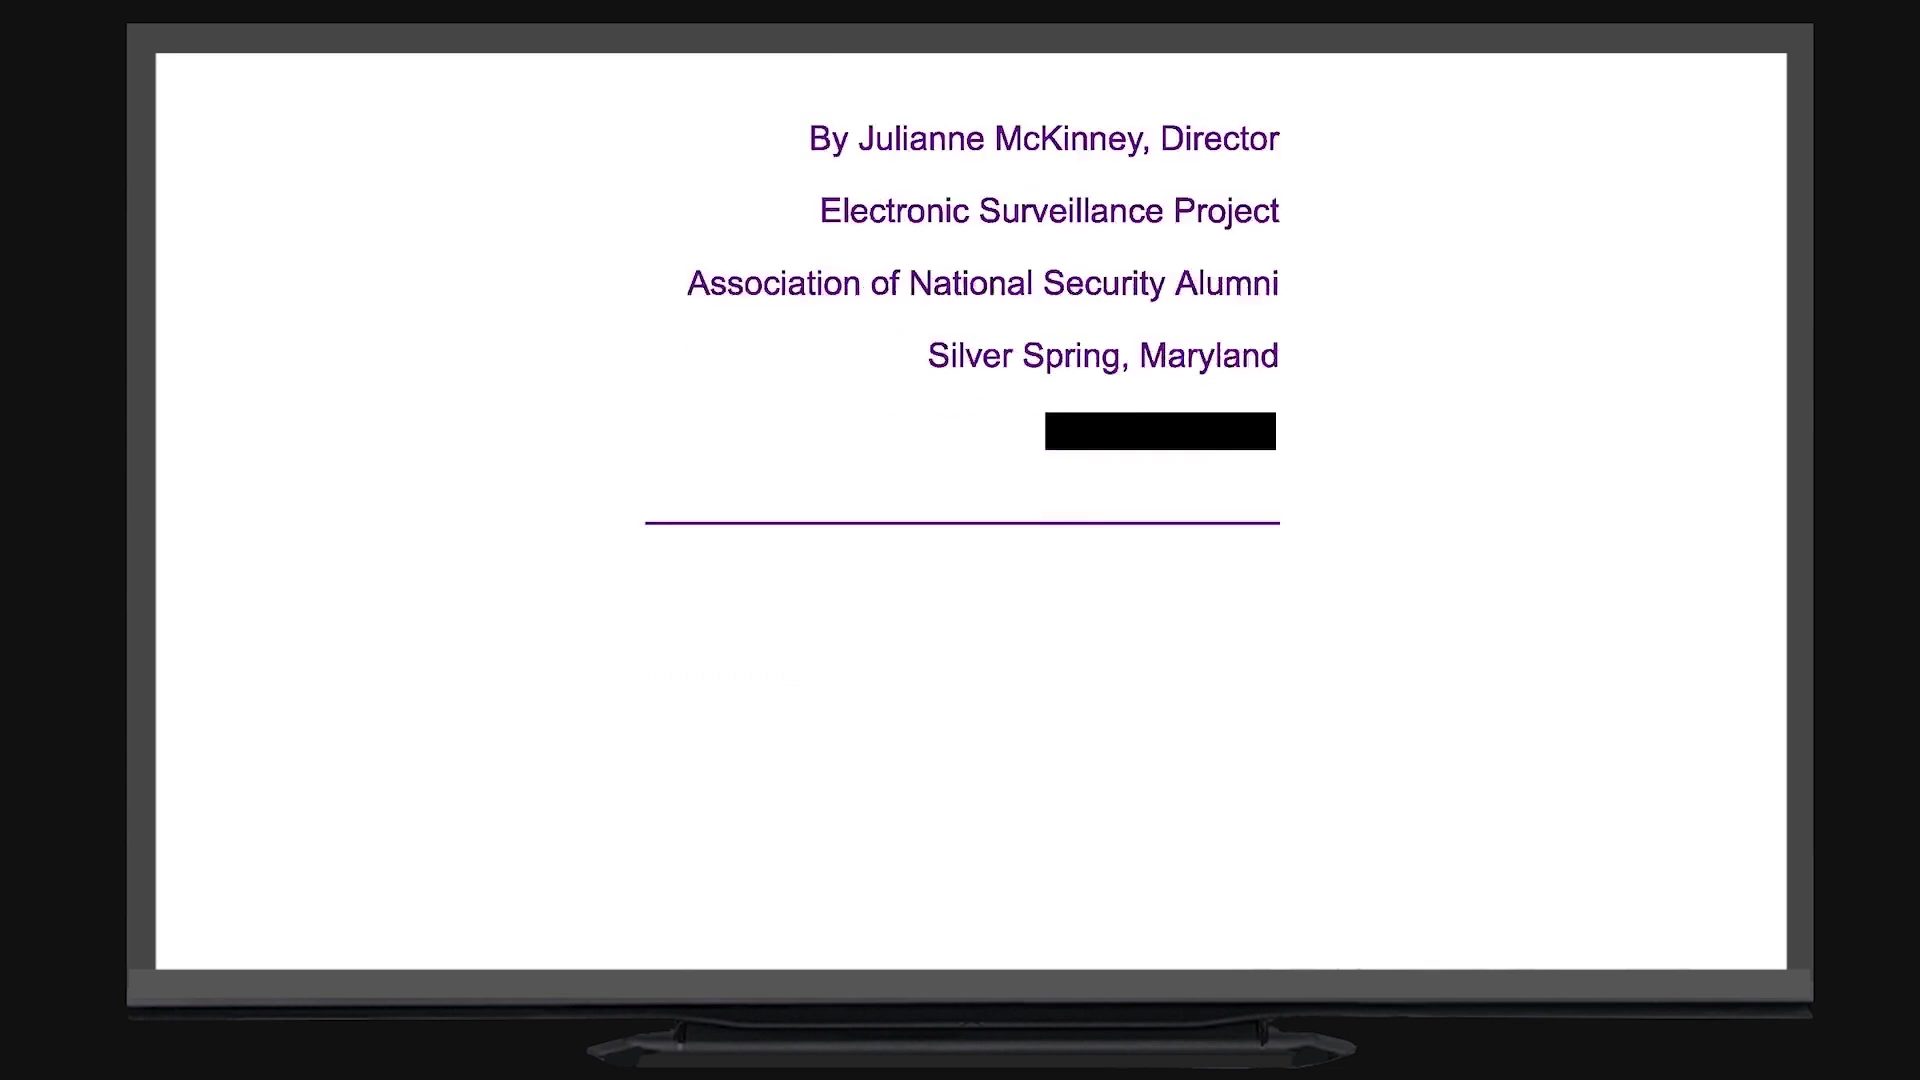 By Julianne McKinney, Director
Electronic Surveillance Project
Association of National Security Alumni
Silver Spring, Maryland